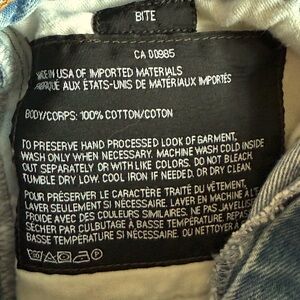 BITE
CA 00985
MADE IN USA OF IMPORTED MATERIALS
FABRIQUE AUX ÉTATS-UNIS DE MATÉRIAUX IMPORTÉS
BODY/CORPS: 100% COTTON/COTON
TO PRESERVE HAND PROCESSED LOOK OF GARMENT,
WASH ONLY WHEN NECESSARY. MACHINE WASH COLD INSIDE
OUT SEPARATELY OR WITH LIKE COLORS. DO NOT BLEACH.
TUMBLE DRY LOW. COOL IRON IF NEEDED. OR DRY CLEAN.
POUR PRÉSERVER LE CARACTÈRE TRAITÉ DU VÊTEMENT,
LAVER SEULEMENT SI NÉCESSAIRE. LAVER EN MACHINE
FROIDE AVEC DES COULEURS SIMILAIRES. NE PAS
SÉCHER PAR CULBUTAGE À BASSE TEMPÉRATURE.
BASSE TEMPÉRATURE SI NÉCESSAIRE. OU NETTOYER